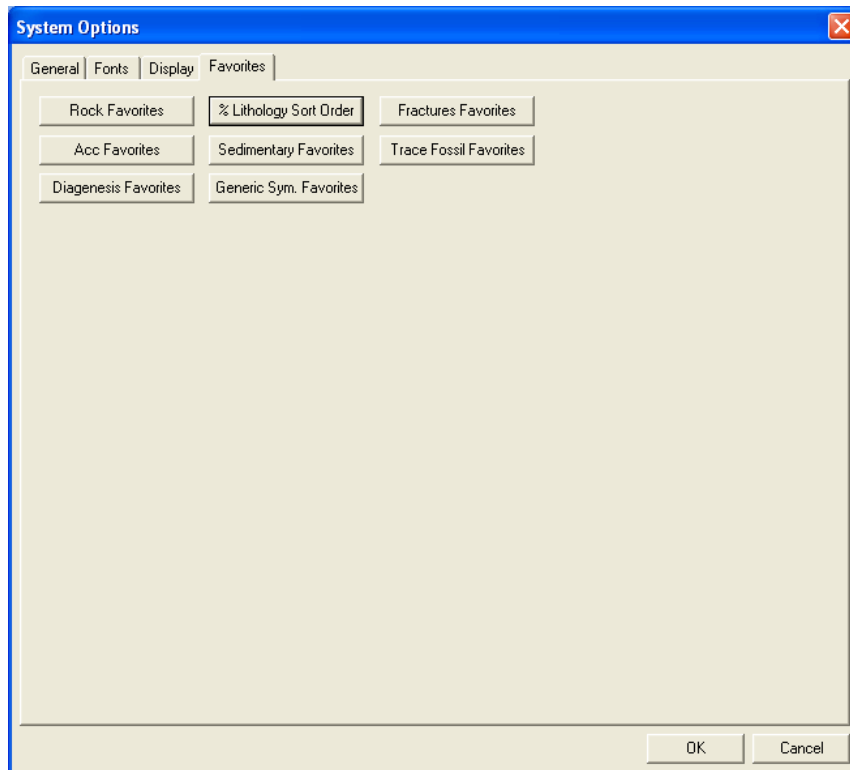 System Options
General Fonts Display Favorites
Rock Favorites % Lithology Sort Order Fractures Favorites
Acc Favorites Sedimentary Favorites Trace Fossil Favorites
Diagenesis Favorites Generic Sym. Favorites
OK Cancel